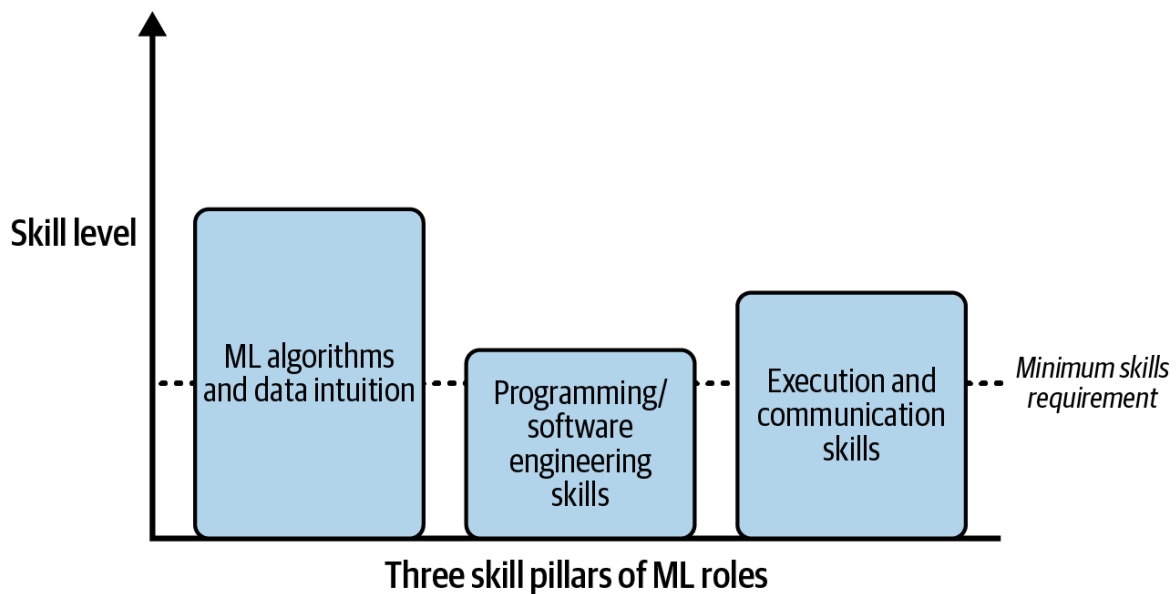 Skill level
ML algorithms
and data intuition
Programming/
software
engineering
skills
Execution and
communication
skills
Minimum skills
requirement
Three skill pillars of ML roles